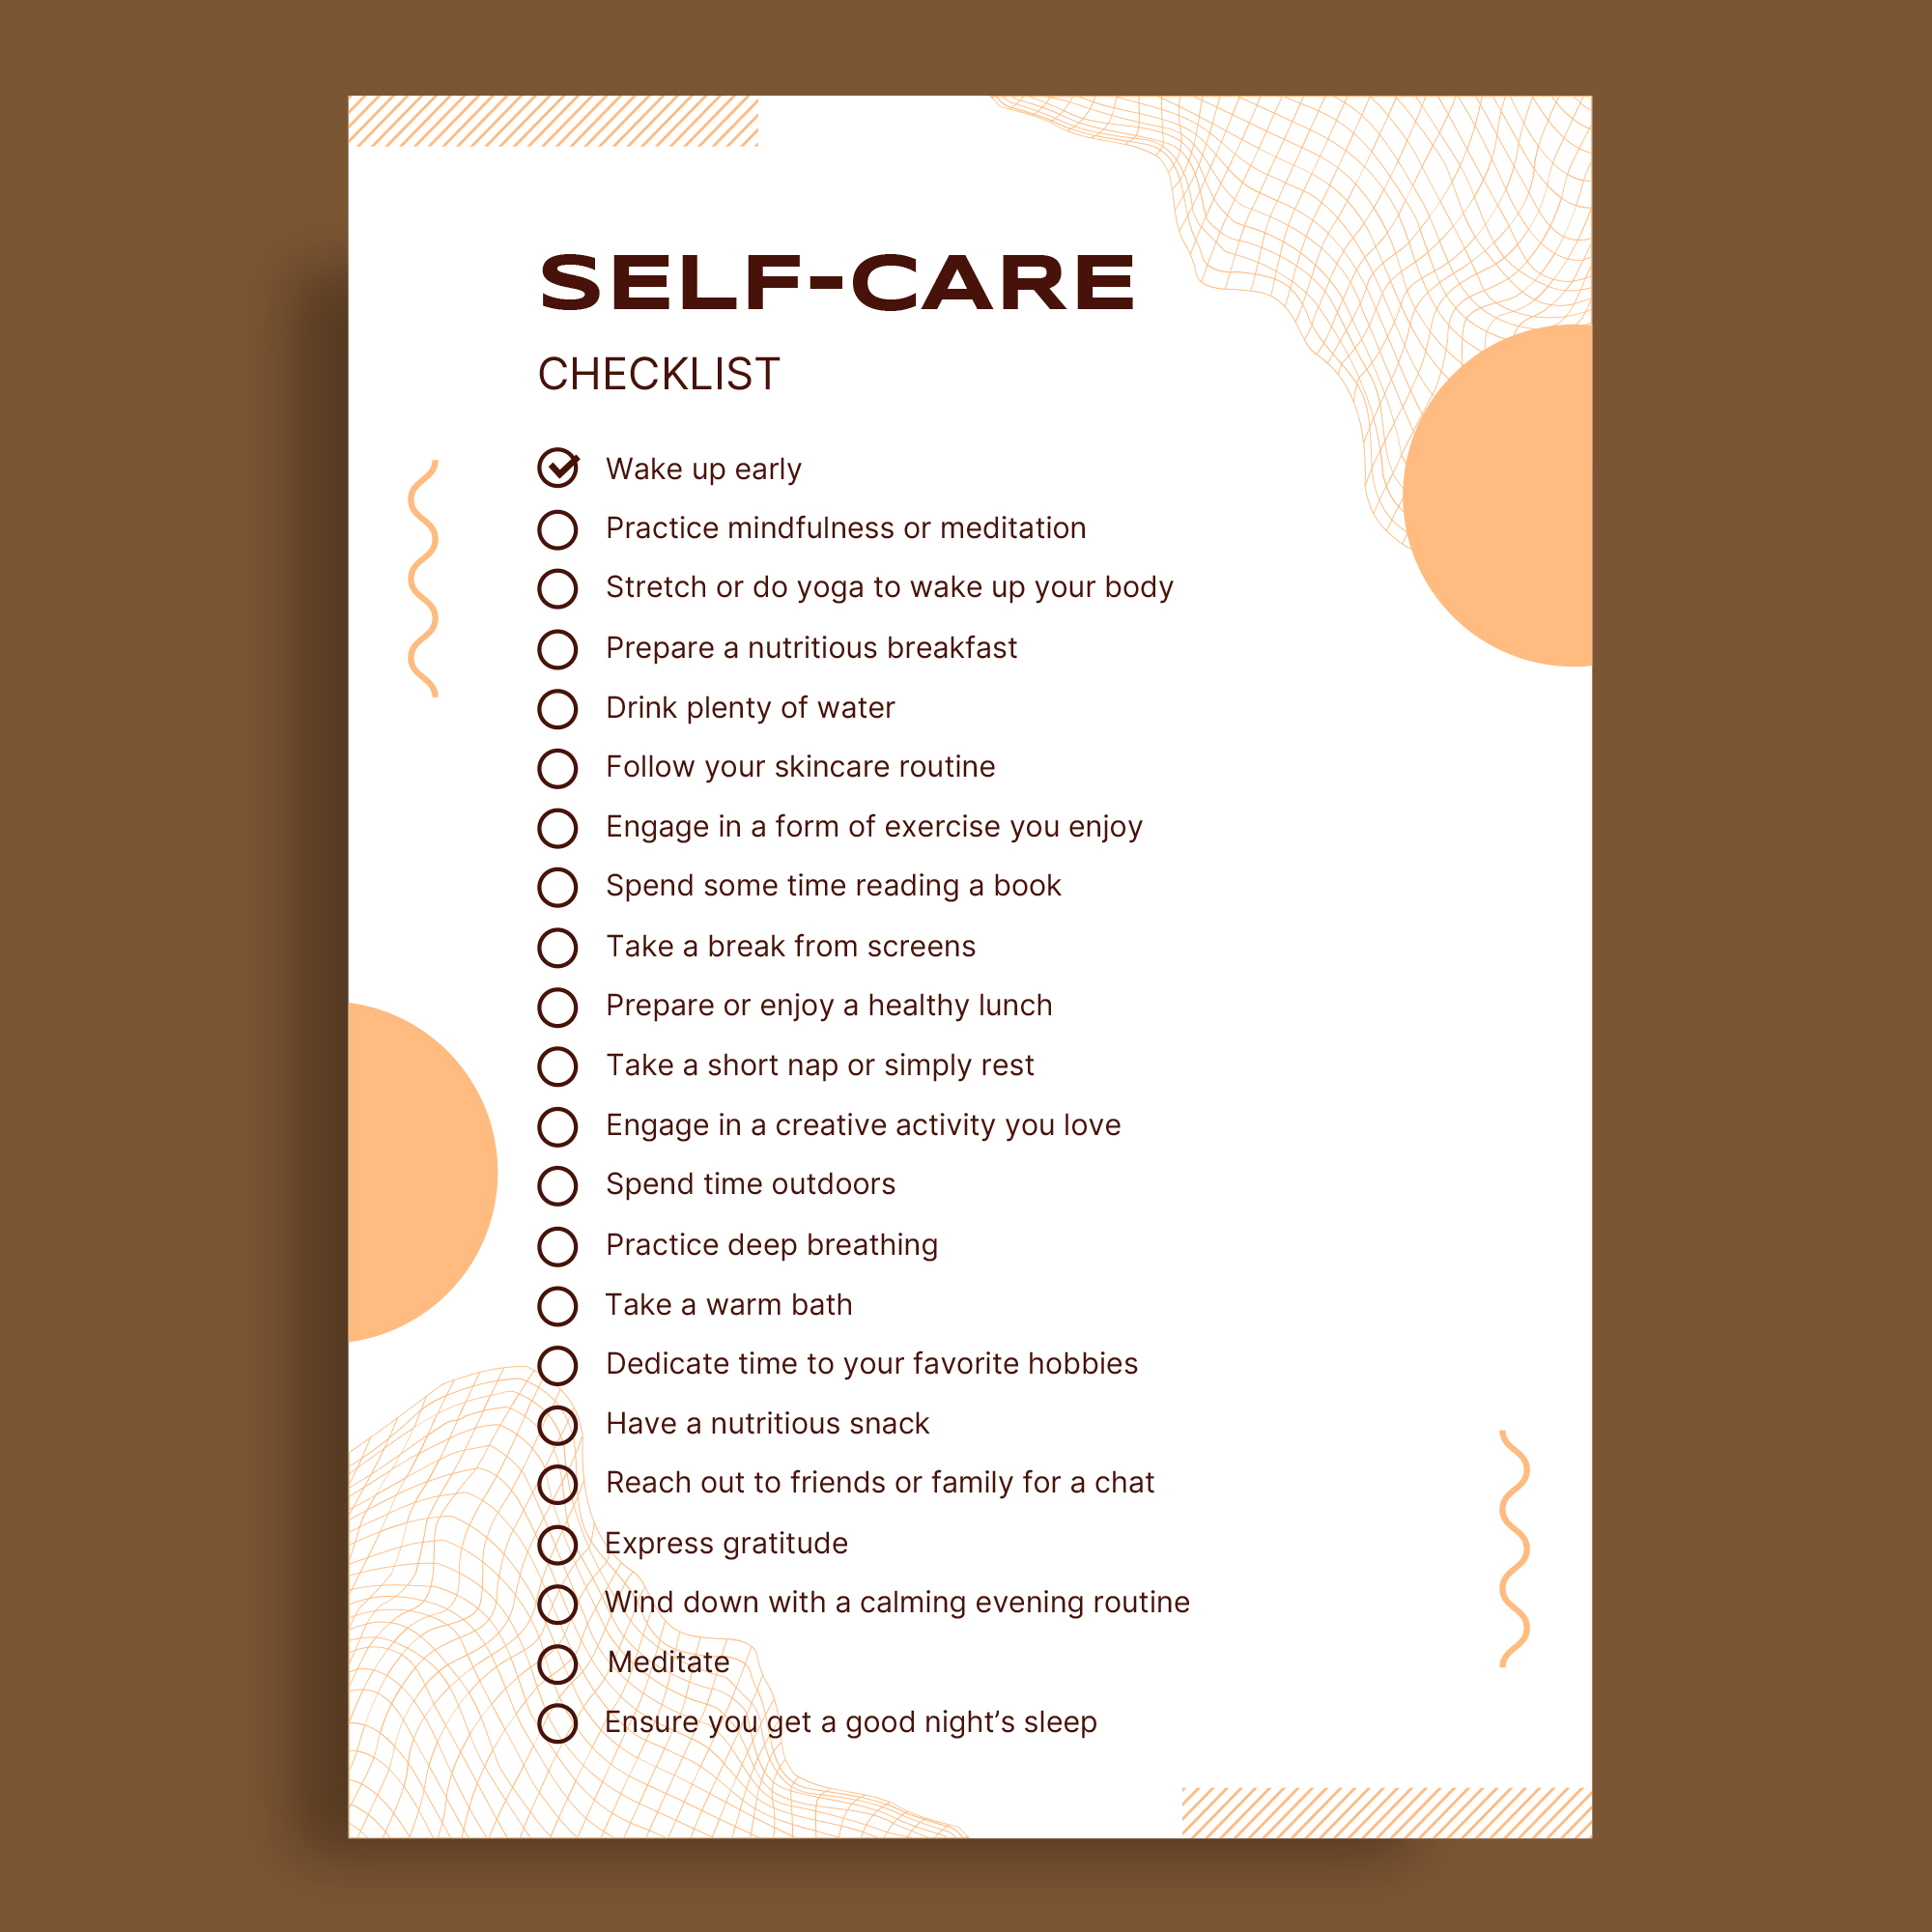 SELF-CARE
CHECKLIST
Wake up early
Practice mindfulness or meditation
Stretch or do yoga to wake up your body
Prepare a nutritious breakfast
Drink plenty of water
Follow your skincare routine
Engage in a form of exercise you enjoy
Spend some time reading a book
Take a break from screens
Prepare or enjoy a healthy lunch
Take a short nap or simply rest
Engage in a creative activity you love
Spend time outdoors
Practice deep breathing
Take a warm bath
Dedicate time to your favorite hobbies
Have a nutritious snack
Reach out to friends or family for a chat
Express gratitude
Wind down with a calming evening routine
Meditate
Ensure you get a good night’s sleep